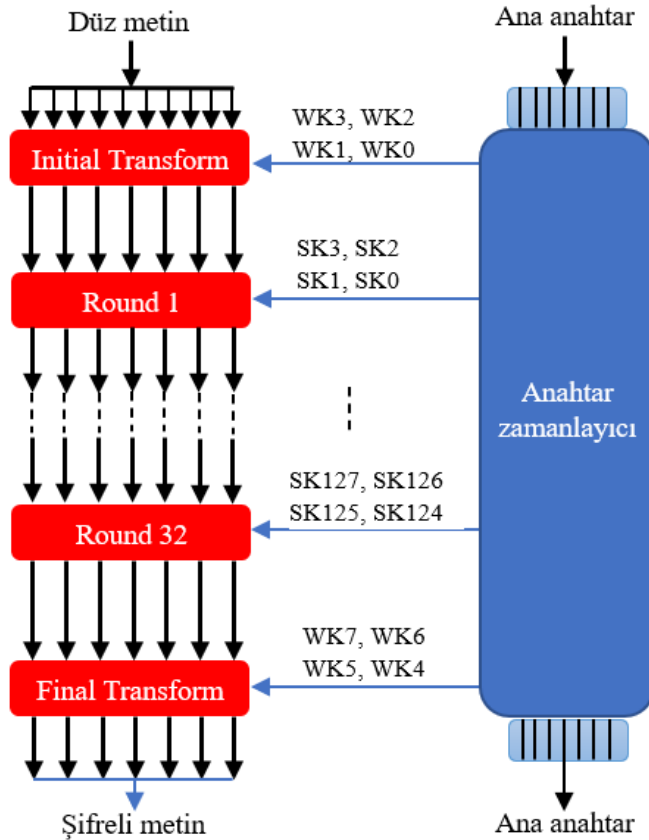 Düz metin
Ana anahtar
WK3, WK2
WK1, WK0
Initial Transform
SK3, SK2
SK1, SK0
Round 1
Anahtar
zamanlayıcı
SK127, SK126
SK125, SK124
Round 32
WK7, WK6
WK5, WK4
Final Transform
Şifreli metin
Ana anahtar